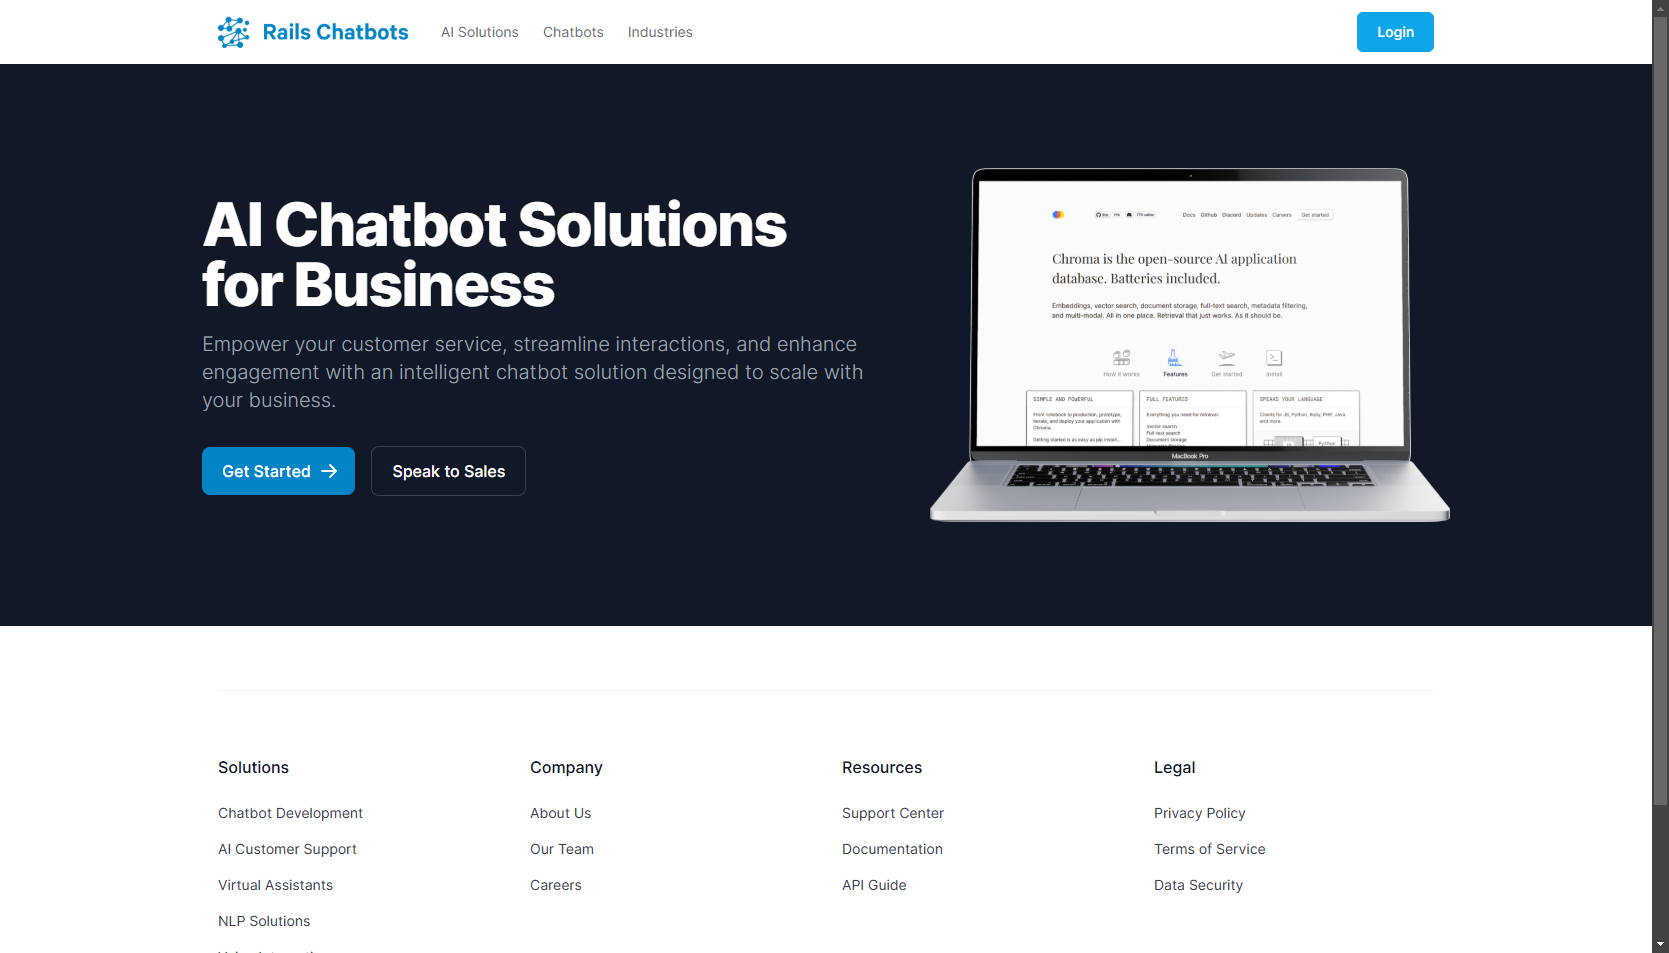 Rails Chatbots
AI Solutions
Chatbots
Industries
Login
AI Chatbot Solutions
for Business
Empower your customer service, streamline interactions, and enhance
engagement with an intelligent chatbot solution designed to scale with
your business.
Get Started
Speak to Sales
Docs Github Discord Updates Careers Get started
Chroma is the open-source AI application
database. Batteries included.
Embeddings, vector search, document storage, full-text search, metadata filtering,
and multi-modal. All in one place. Retrieval that just works. As it should be.
How it works
Features
Get started
Install
SIMPLE AND POWERFUL
From notebook to production, prototype,
iterate, and deploy your application with
Chroma.
Getting started is as easy as pip install...
FULL FEATURED
Everything you need for retrieval:
Vector search
Full-text search
Document storage
SPEAKS YOUR LANGUAGE
Clients for JS, Python, Ruby, PHP, Java
and more.
Python
MacBook Pro
Solutions
Chatbot Development
AI Customer Support
Virtual Assistants
NLP Solutions
Company
About Us
Our Team
Careers
Resources
Support Center
Documentation
API Guide
Legal
Privacy Policy
Terms of Service
Data Security